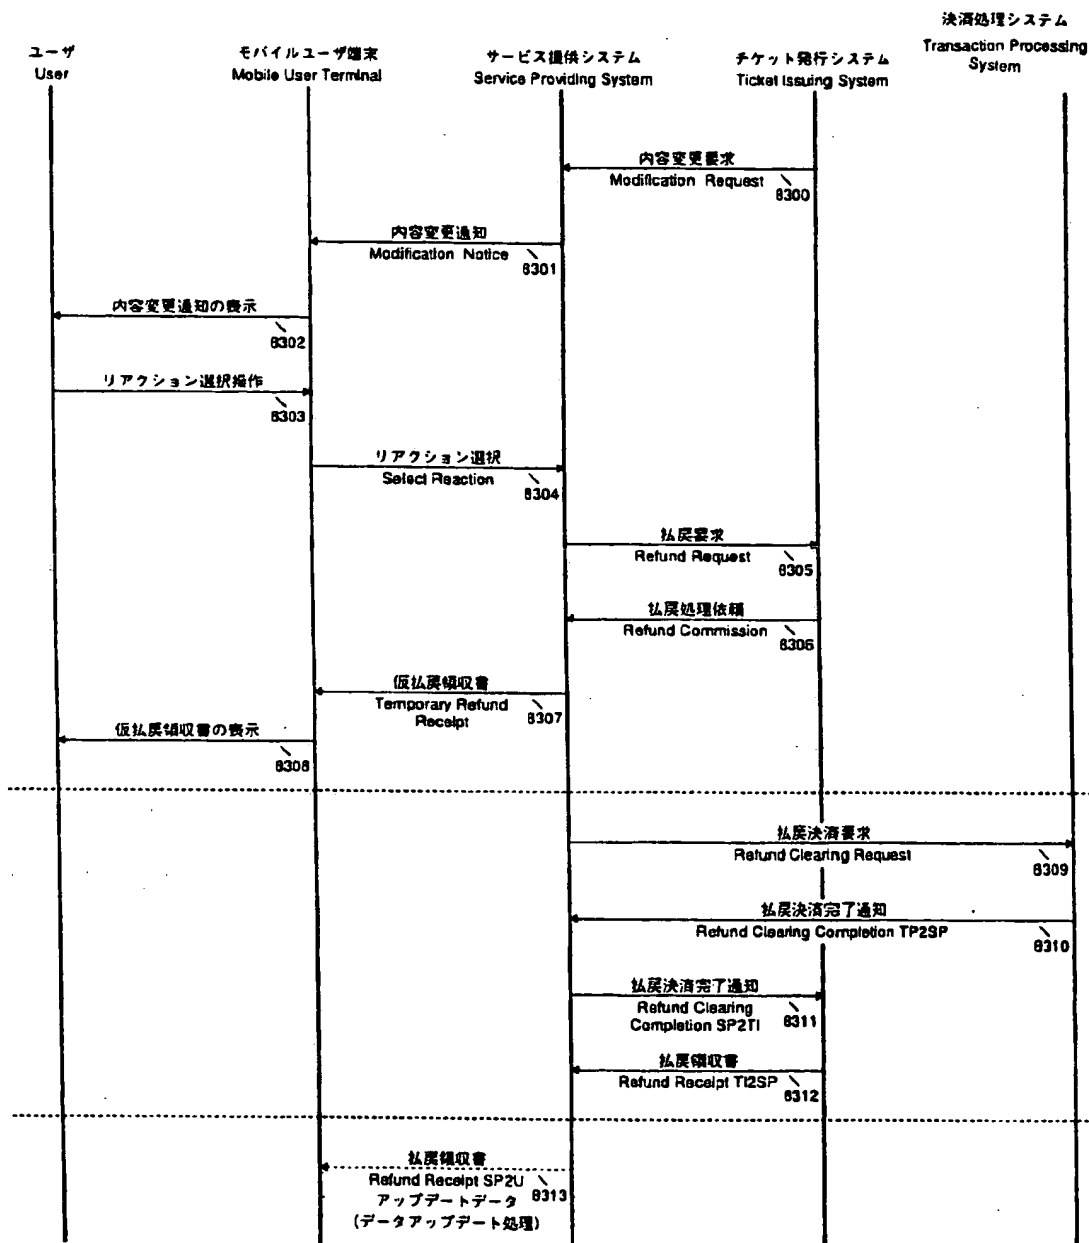 決済処理システム
Transaction Processing
System
ユーザ
User
モバイルユーザ端末
Mobile User Terminal
サービス提供システム
Service Providing System
チケット発行システム
Ticket Issuing System
内容変更要求
Modification Request
8300
内容変更通知
Modification Notice
8301
内容変更通知の表示
8302
リアクション選択操作
8303
リアクション選択
Select Reaction
8304
払戻要求
Refund Request
8305
払戻処理依頼
Refund Commission
8306
仮払戻領収書
Temporary Refund
Receipt
8307
仮払戻領収書の表示
8308
払戻決済要求
Refund Clearing Request
8309
払戻決済完了通知
Refund Clearing Completion TP2SP
8310
払戻決済完了通知
Refund Clearing
Completion SP2TI
8311
払戻領収書
Refund Receipt TI2SP
8312
払戻領収書
Refund Receipt SP2U
8313
アップデートデータ
(データアップデート処理)